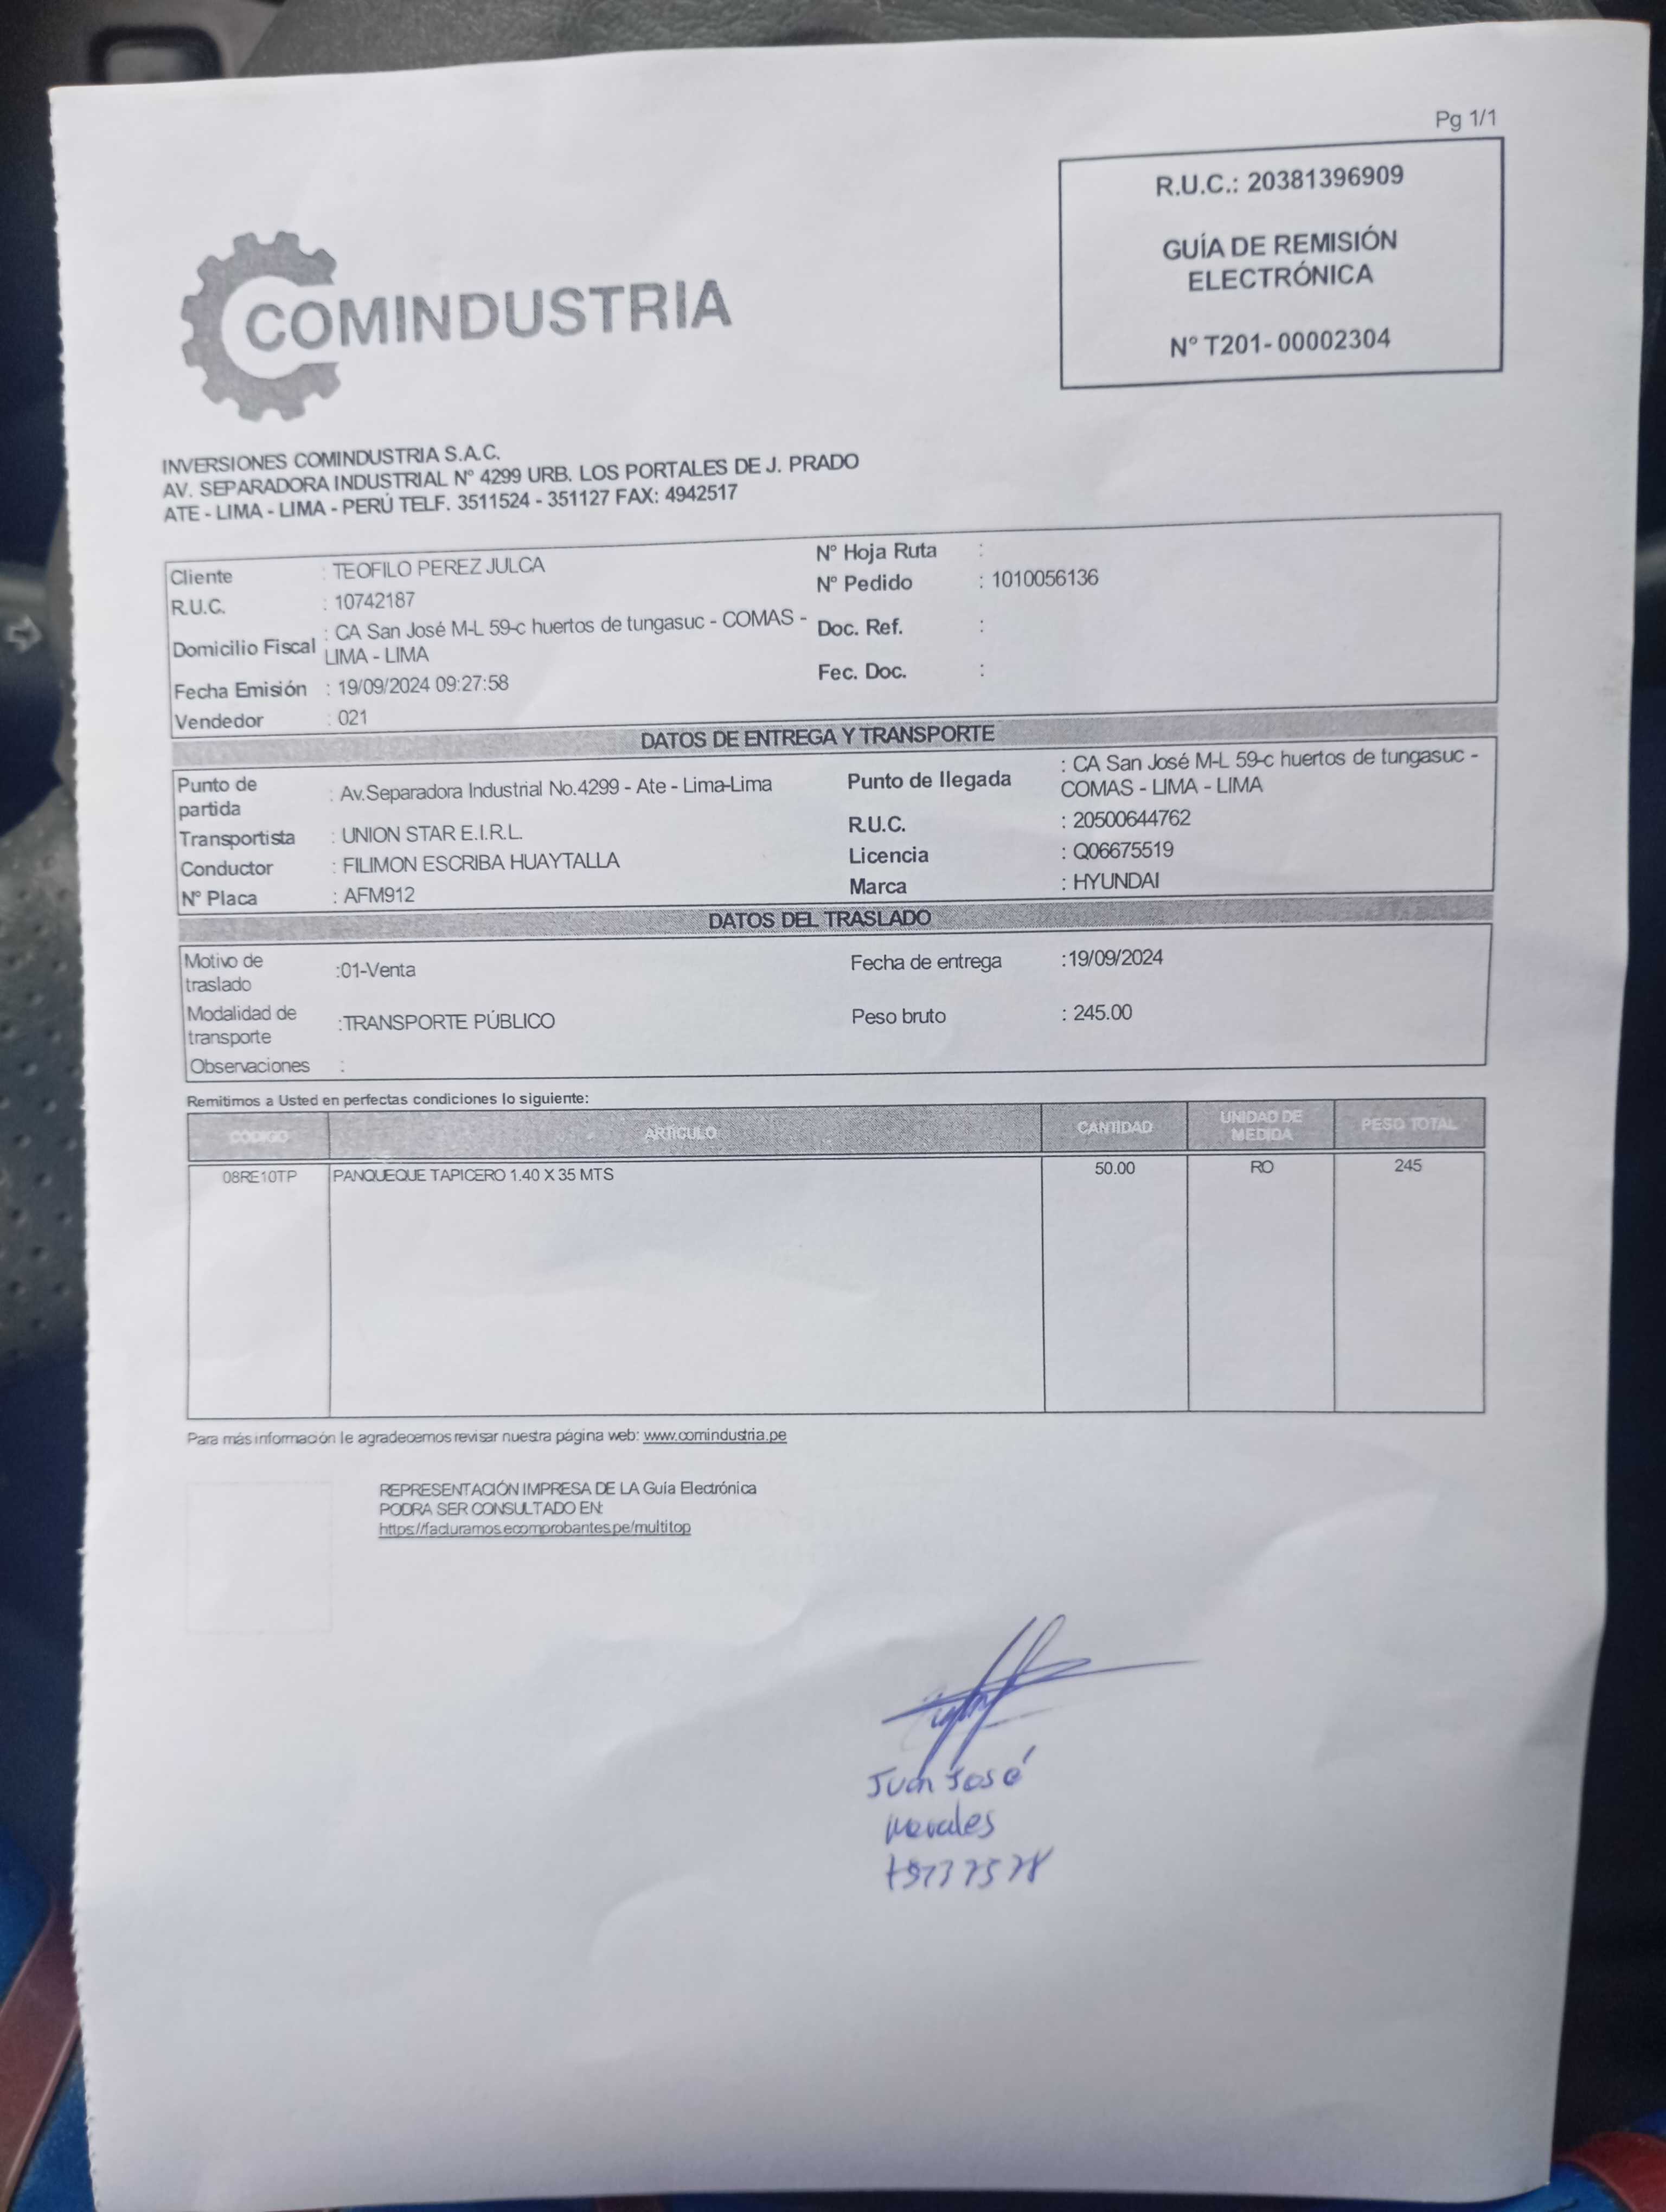 Pg 1/1
R.U.C.: 20381396909
GUÍA DE REMISIÓN
ELECTRÓNICA
Nº T201- 00002304
COMINDUSTRIA
INVERSIONES COMINDUSTRIA S.A.C.
AV. SEPARADORA INDUSTRIAL Nº 4299 URB. LOS PORTALES DE J. PRADO
ATE - LIMA - LIMA - PERÚ TELF. 3511524 - 351127 FAX: 4942517
Cliente : TEOFILO PEREZ JULCA
R.U.C. : 10742187
Domicilio Fiscal : CA San José M-L 59-c huertos de tungasuc - COMAS -
LIMA - LIMA
Fecha Emisión : 19/09/2024 09:27:58
Vendedor : 021
Nº Hoja Ruta :
Nº Pedido : 1010056136
Doc. Ref. :
Fec. Doc. :
DATOS DE ENTREGA Y TRANSPORTE
Punto de
partida : Av.Separadora Industrial No.4299 - Ate - Lima-Lima
Transportista : UNION STAR E.I.R.L.
Conductor : FILIMON ESCRIBA HUAYTALLA
Nº Placa : AFM912
Punto de llegada : CA San José M-L 59-c huertos de tungasuc -
COMAS - LIMA - LIMA
R.U.C. : 20500644762
Licencia : Q06675519
Marca : HYUNDAI
DATOS DEL TRASLADO
Motivo de
traslado :01-Venta
Modalidad de
transporte :TRANSPORTE PÚBLICO
Observaciones :
Fecha de entrega :19/09/2024
Peso bruto : 245.00
Remitimos a Usted en perfectas condiciones lo siguiente:
CODIGO ARTICULO CANTIDAD UNIDAD DE MEDIDA PESO TOTAL
08RE10TP PANQUEQUE TAPICERO 1.40 X 35 MTS 50.00 RO 245
Para más información le agradecemos revisar nuestra página web: www.comindustria.pe
REPRESENTACIÓN IMPRESA DE LA Guía Electrónica
PODRA SER CONSULTADO EN:
https://facturamos.ecomprobantes.pe/multitop
Juan José
Morales